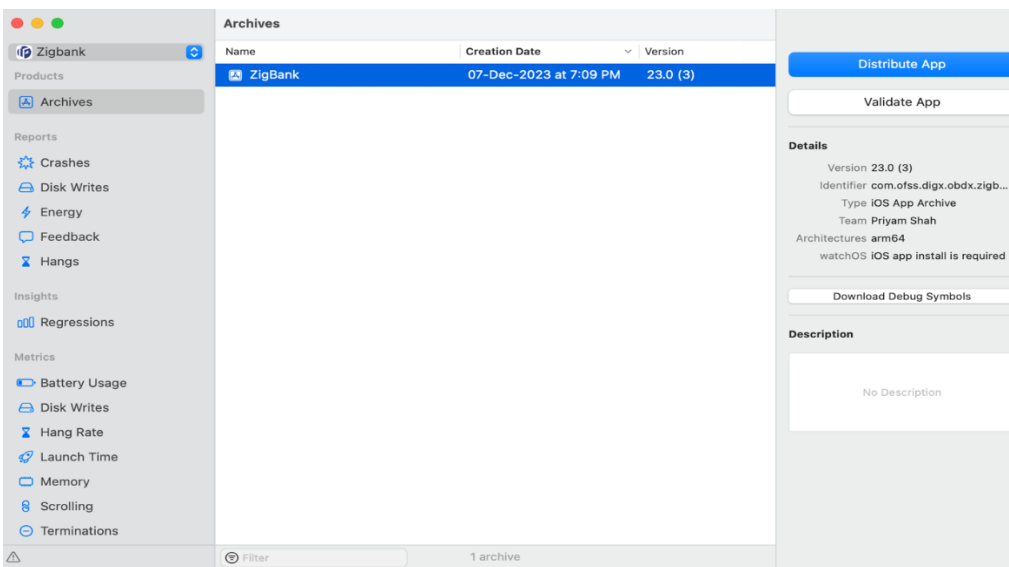 Zigbank
Products
Archives
Reports
Crashes
Disk Writes
Energy
Feedback
Hangs
Insights
Regressions
Metrics
Battery Usage
Disk Writes
Hang Rate
Launch Time
Memory
Scrolling
Terminations
Archives
Name Creation Date Version
ZigBank 07-Dec-2023 at 7:09 PM 23.0 (3)
Filter 1 archive
Distribute App
Validate App
Details
Version 23.0 (3)
Identifier com.ofss.digx.obdx.zigb...
Type iOS App Archive
Team Priyam Shah
Architectures arm64
watchOS iOS app install is required
Download Debug Symbols
Description
No Description